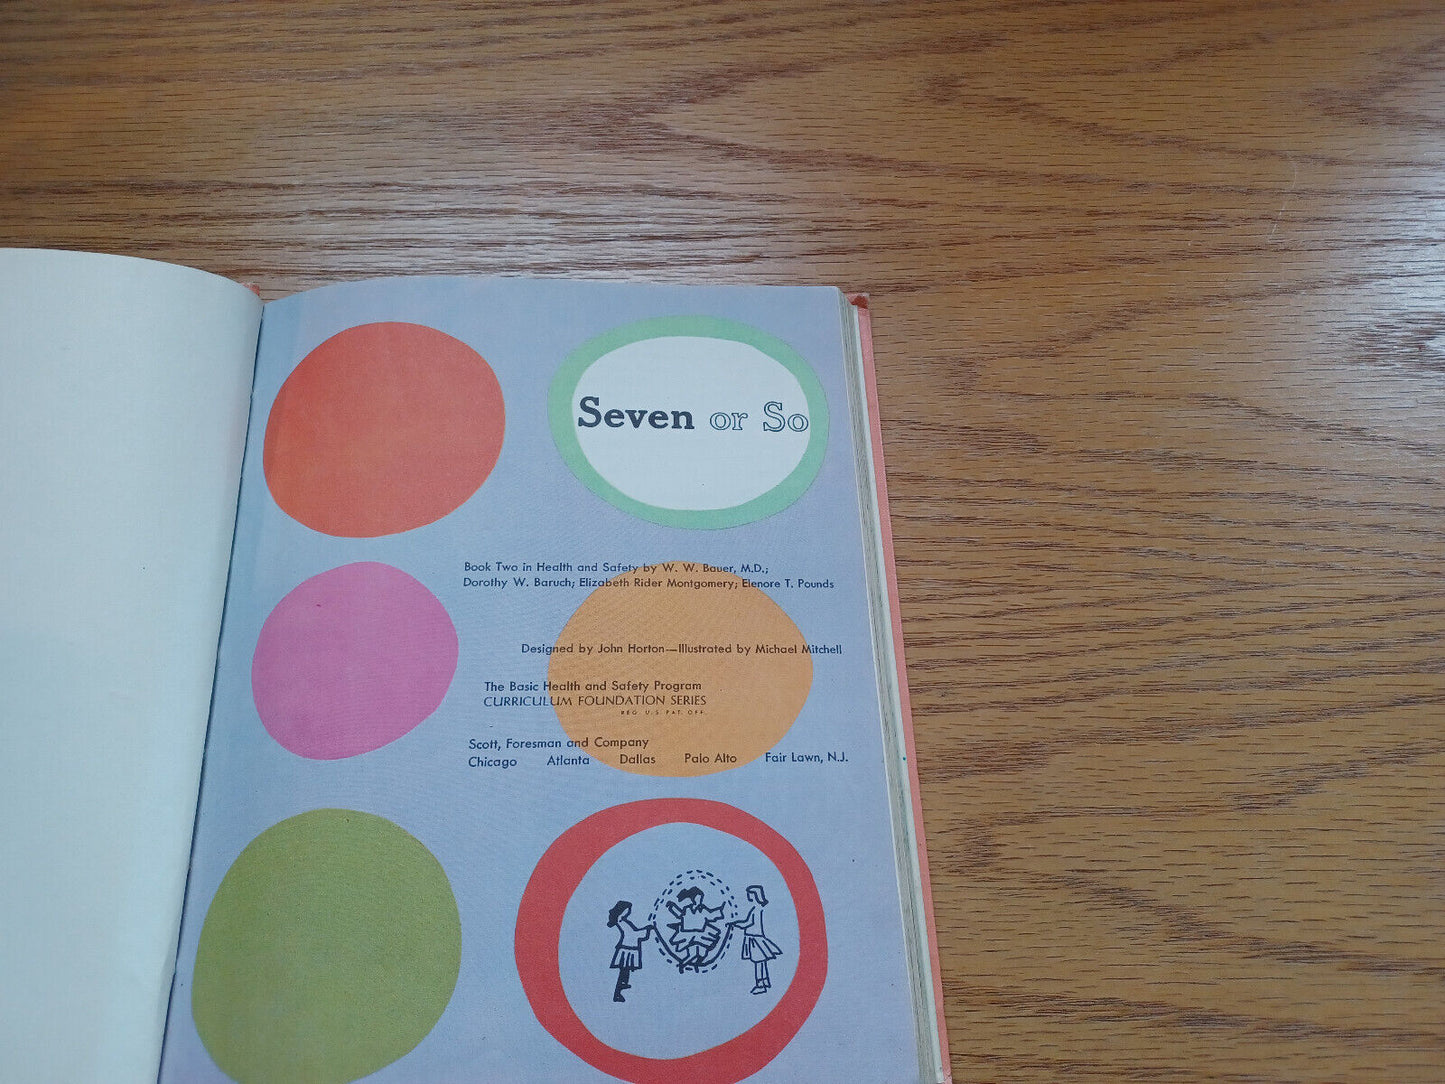 Seven or So
Book Two in Health and Safety by W. W. Bauer, M.D.;
Dorothy W. Baruch; Elizabeth Rider Montgomery; Elenore T. Pounds
Designed by John Horton—Illustrated by Michael Mitchell
The Basic Health and Safety Program
CURRICULUM FOUNDATION SERIES
REG. U.S. PAT. OFF.
Scott, Foresman and Company
Chicago Atlanta Dallas Palo Alto Fair Lawn, N.J.